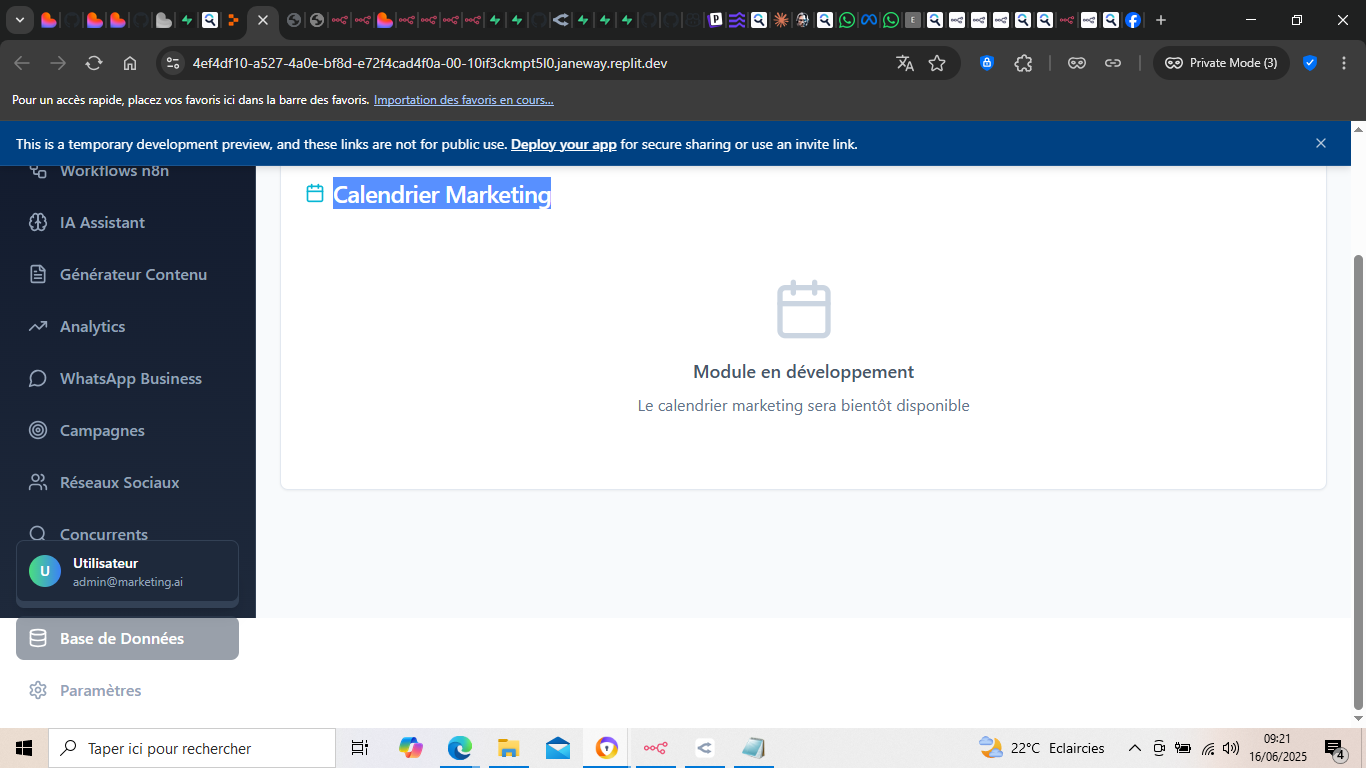 4ef4df10-a527-4a0e-bf8d-e72f4cad4f0a-00-10if3ckmpt5l0.janeway.replit.dev
Private Mode (3)
Pour un accès rapide, placez vos favoris ici dans la barre des favoris. Importation des favoris en cours...
This is a temporary development preview, and these links are not for public use. Deploy your app for secure sharing or use an invite link.
Workflows n8n
IA Assistant
Générateur Contenu
Analytics
WhatsApp Business
Campagnes
Réseaux Sociaux
Concurrents
U
Utilisateur
admin@marketing.ai
Base de Données
Paramètres
Calendrier Marketing
Module en développement
Le calendrier marketing sera bientôt disponible
Taper ici pour rechercher
22°C Eclaircies
09:21
16/06/2025
4